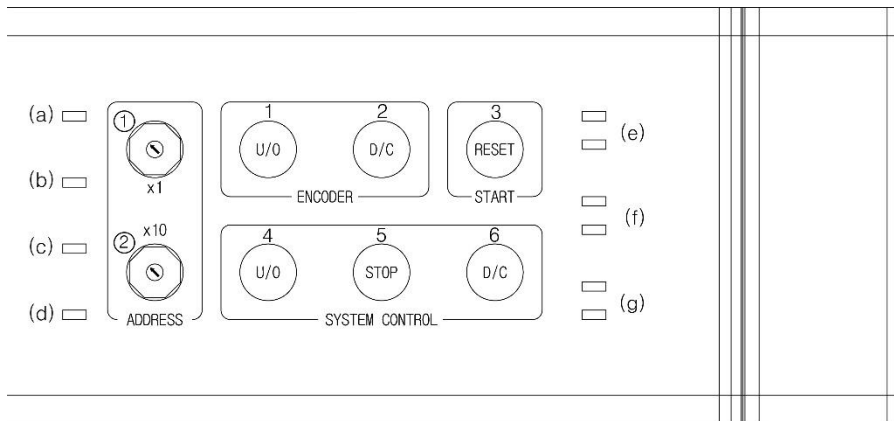 (a) ① 1 2 3
U/O D/C RESET (e)
(b) x1 ENCODER START
(c) ② x10 4 5 6 (f)
U/O STOP D/C
(d) ADDRESS SYSTEM CONTROL (g)